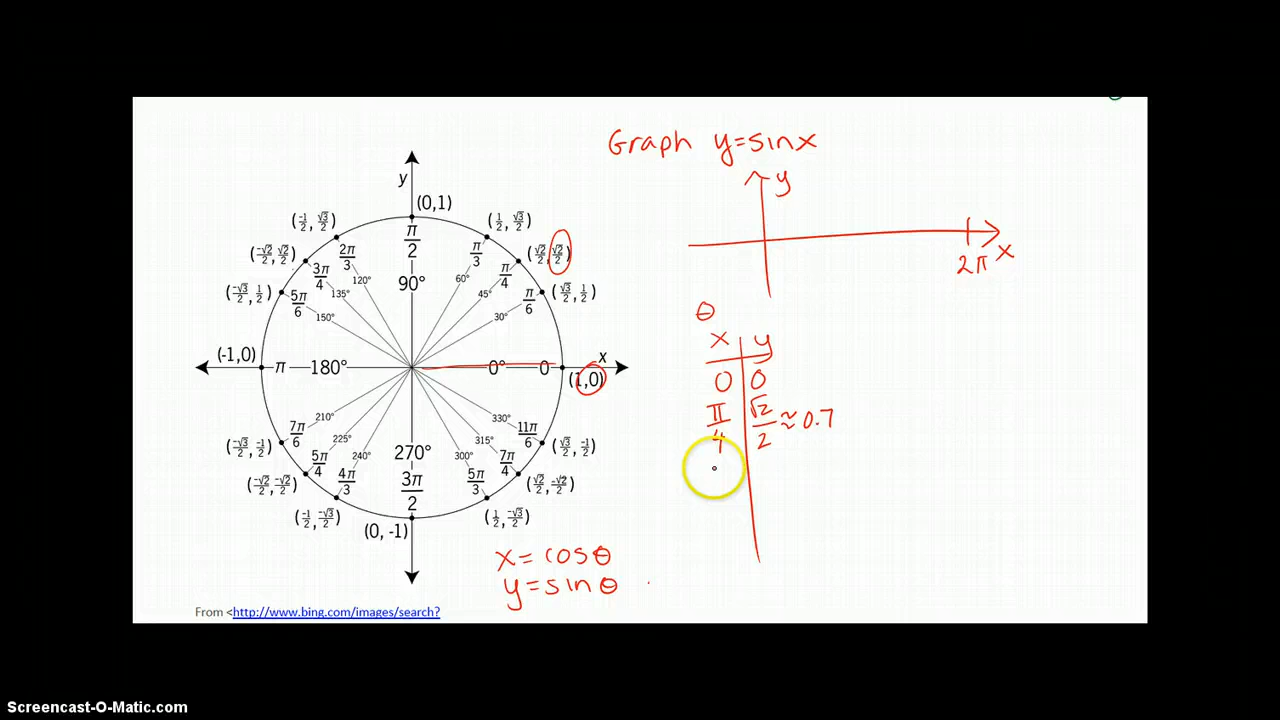 Graph y=sinx
y
2π x
θ
x y
0 0
π/4 √2/2 ≈ 0.7
y
(0,1)
(-1/2, √3/2) (1/2, √3/2)
(-√2/2, √2/2) (√2/2, √2/2)
(-√3/2, 1/2) (√3/2, 1/2)
2π/3 π/2 π/3
3π/4 π/4
5π/6 π/6
120° 90° 60°
135° 45°
150° 30°
(-1,0) π 180° 0° 0 x
(1,0)
210° 330°
7π/6 11π/6
225° 315°
5π/4 7π/4
240° 270° 300°
4π/3 3π/2 5π/3
(-√3/2, -1/2) (√3/2, -1/2)
(-√2/2, -√2/2) (√2/2, -√2/2)
(-1/2, -√3/2) (1/2, -√3/2)
(0, -1)
x = cosθ
y = sinθ
From <http://www.bing.com/images/search?
Screencast-O-Matic.com